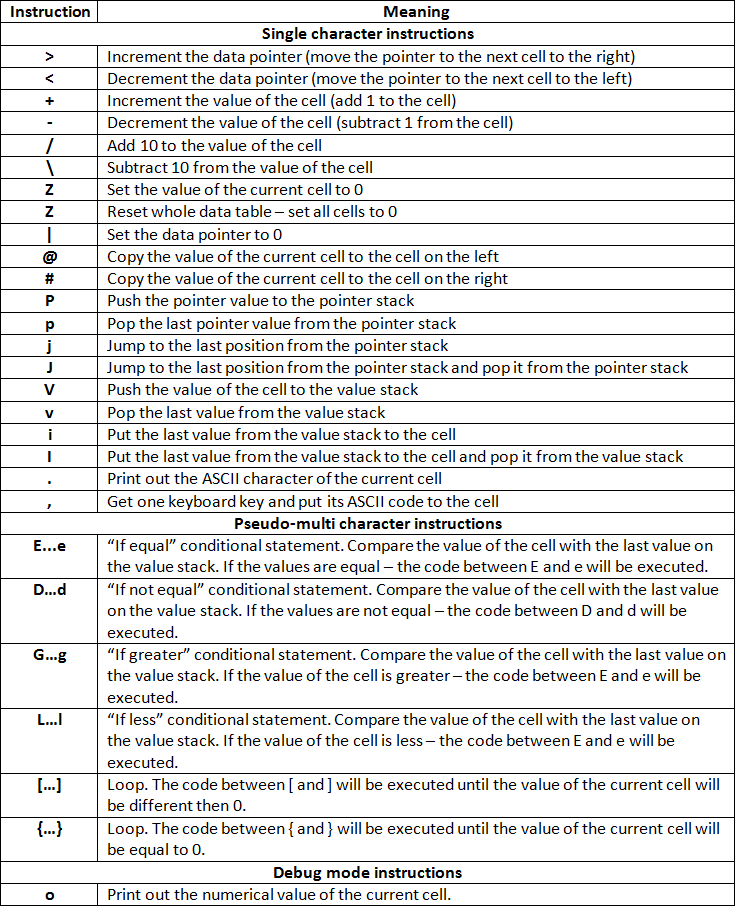 Instruction Meaning
Single character instructions
> Increment the data pointer (move the pointer to the next cell to the right)
< Decrement the data pointer (move the pointer to the next cell to the left)
+ Increment the value of the cell (add 1 to the cell)
- Decrement the value of the cell (subtract 1 from the cell)
/ Add 10 to the value of the cell
\ Subtract 10 from the value of the cell
Z Set the value of the current cell to 0
Z Reset whole data table – set all cells to 0
| Set the data pointer to 0
@ Copy the value of the current cell to the cell on the left
# Copy the value of the current cell to the cell on the right
P Push the pointer value to the pointer stack
p Pop the last pointer value from the pointer stack
j Jump to the last position from the pointer stack
J Jump to the last position from the pointer stack and pop it from the pointer stack
V Push the value of the cell to the value stack
v Pop the last value from the value stack
i Put the last value from the value stack to the cell
I Put the last value from the value stack to the cell and pop it from the value stack
. Print out the ASCII character of the current cell
, Get one keyboard key and put its ASCII code to the cell
Pseudo-multi character instructions
E...e “If equal” conditional statement. Compare the value of the cell with the last value on
the value stack. If the values are equal – the code between E and e will be executed.
D...d “If not equal” conditional statement. Compare the value of the cell with the last value
on the value stack. If the values are not equal – the code between D and d will be
executed.
G...g “If greater” conditional statement. Compare the value of the cell with the last value on
the value stack. If the value of the cell is greater – the code between E and e will be
executed.
L...l “If less” conditional statement. Compare the value of the cell with the last value on
the value stack. If the value of the cell is less – the code between E and e will be
executed.
[...] Loop. The code between [ and ] will be executed until the value of the current cell will
be different then 0.
{...} Loop. The code between { and } will be executed until the value of the current cell will
be equal to 0.
Debug mode instructions
o Print out the numerical value of the current cell.